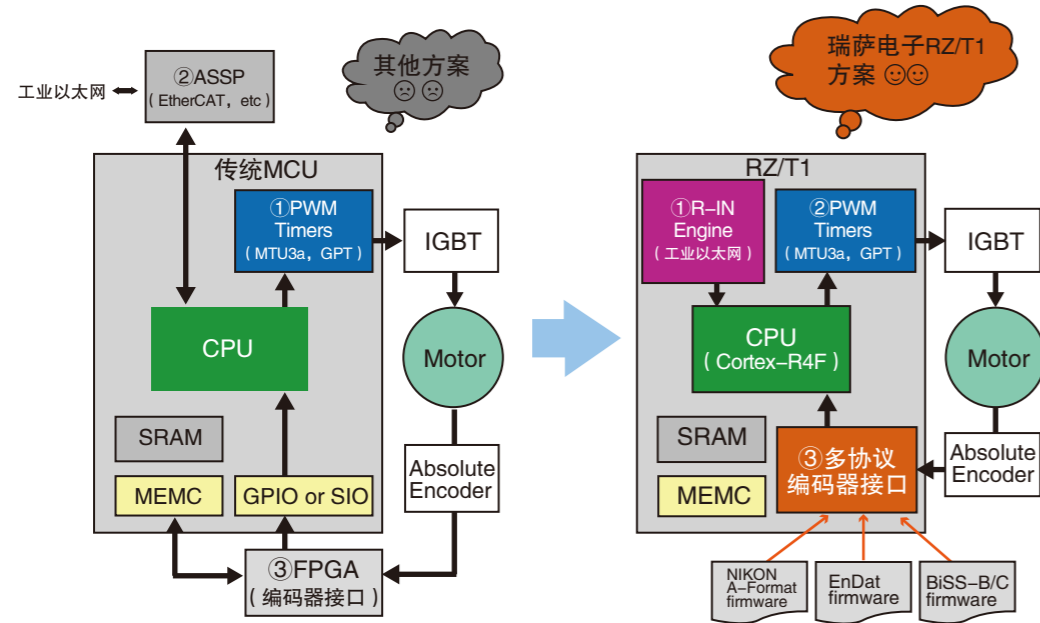 其他方案
②ASSP
（EtherCAT，etc）
工业以太网
传统MCU
①PWM
Timers
（MTU3a，GPT）
IGBT
CPU
Motor
SRAM
MEMC
GPIO or SIO
Absolute
Encoder
③FPGA
（编码器接口）
瑞萨电子RZ/T1
方案
RZ/T1
①R-IN
Engine
（工业以太网）
②PWM
Timers
（MTU3a，GPT）
IGBT
CPU
（Cortex-R4F）
Motor
SRAM
MEMC
③多协议
编码器接口
Absolute
Encoder
NIKON
A-Format
firmware
EnDat
firmware
BiSS-B/C
firmware